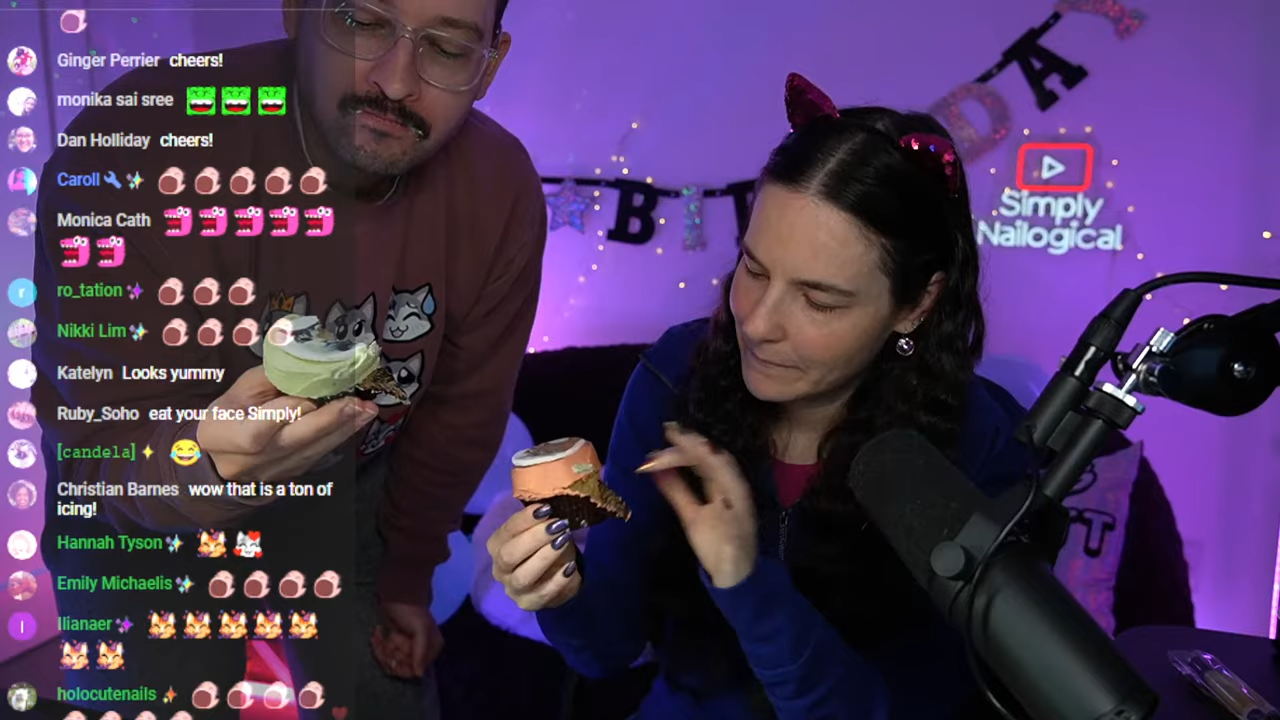 Ginger Perrier cheers!
monika sai sree
Dan Holliday cheers!
Caroll
Monica Cath
ro_tation
Nikki Lim
Katelyn Looks yummy
Ruby_Soho eat your face Simply!
[candela]
Christian Barnes wow that is a ton of
icing!
Hannah Tyson
Emily Michaelis
Ilianaer
holocutenails
r
I
B I
D A
Simply
Nailogical